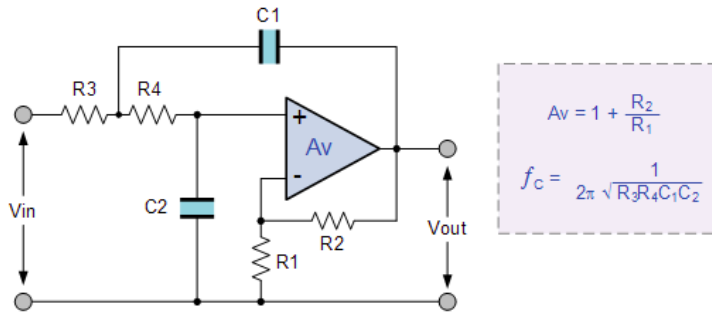 C1
R3
R4
+
Av
-
Vin
C2
R2
R1
Vout
Av = 1 + R2/R1
fC = 1/(2π √R3R4C1C2)